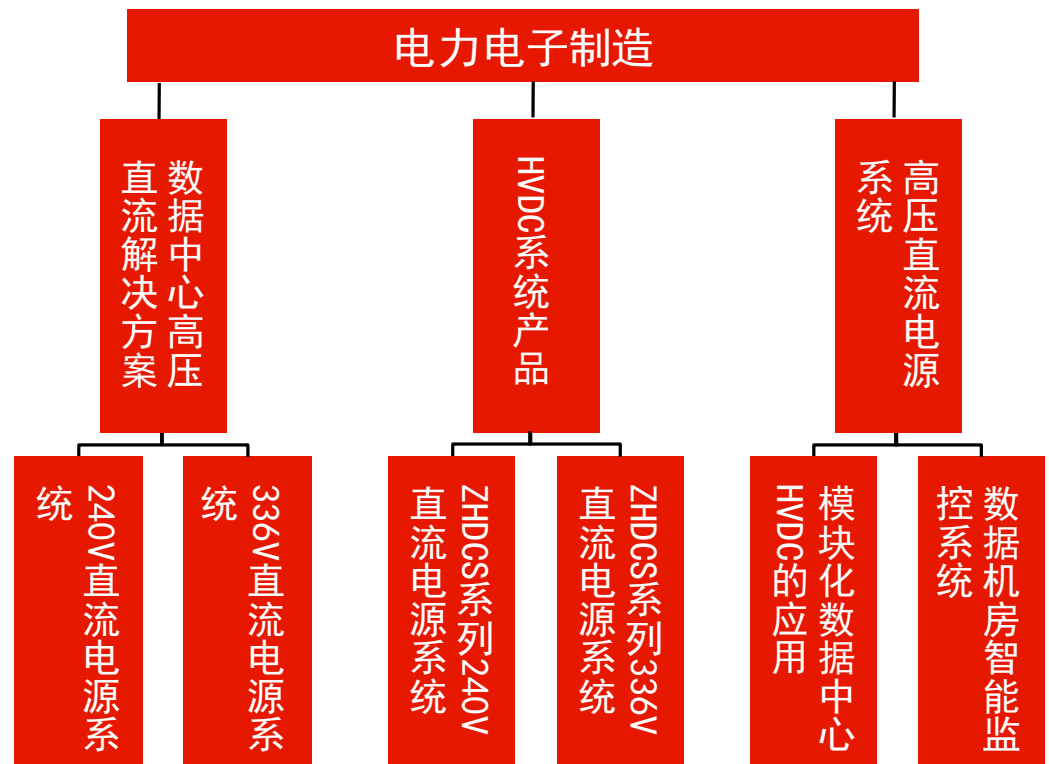 电力电子制造
数据中心高压
直流解决方案
HVDC系统产品
高压直流电源
系统
240V直流电源系
统
336V直流电源系
统
ZHDCS系列240V
直流电源系统
ZHDCS系列336V
直流电源系统
模块化数据中心
HVDC的应用
数据机房智能监
控系统